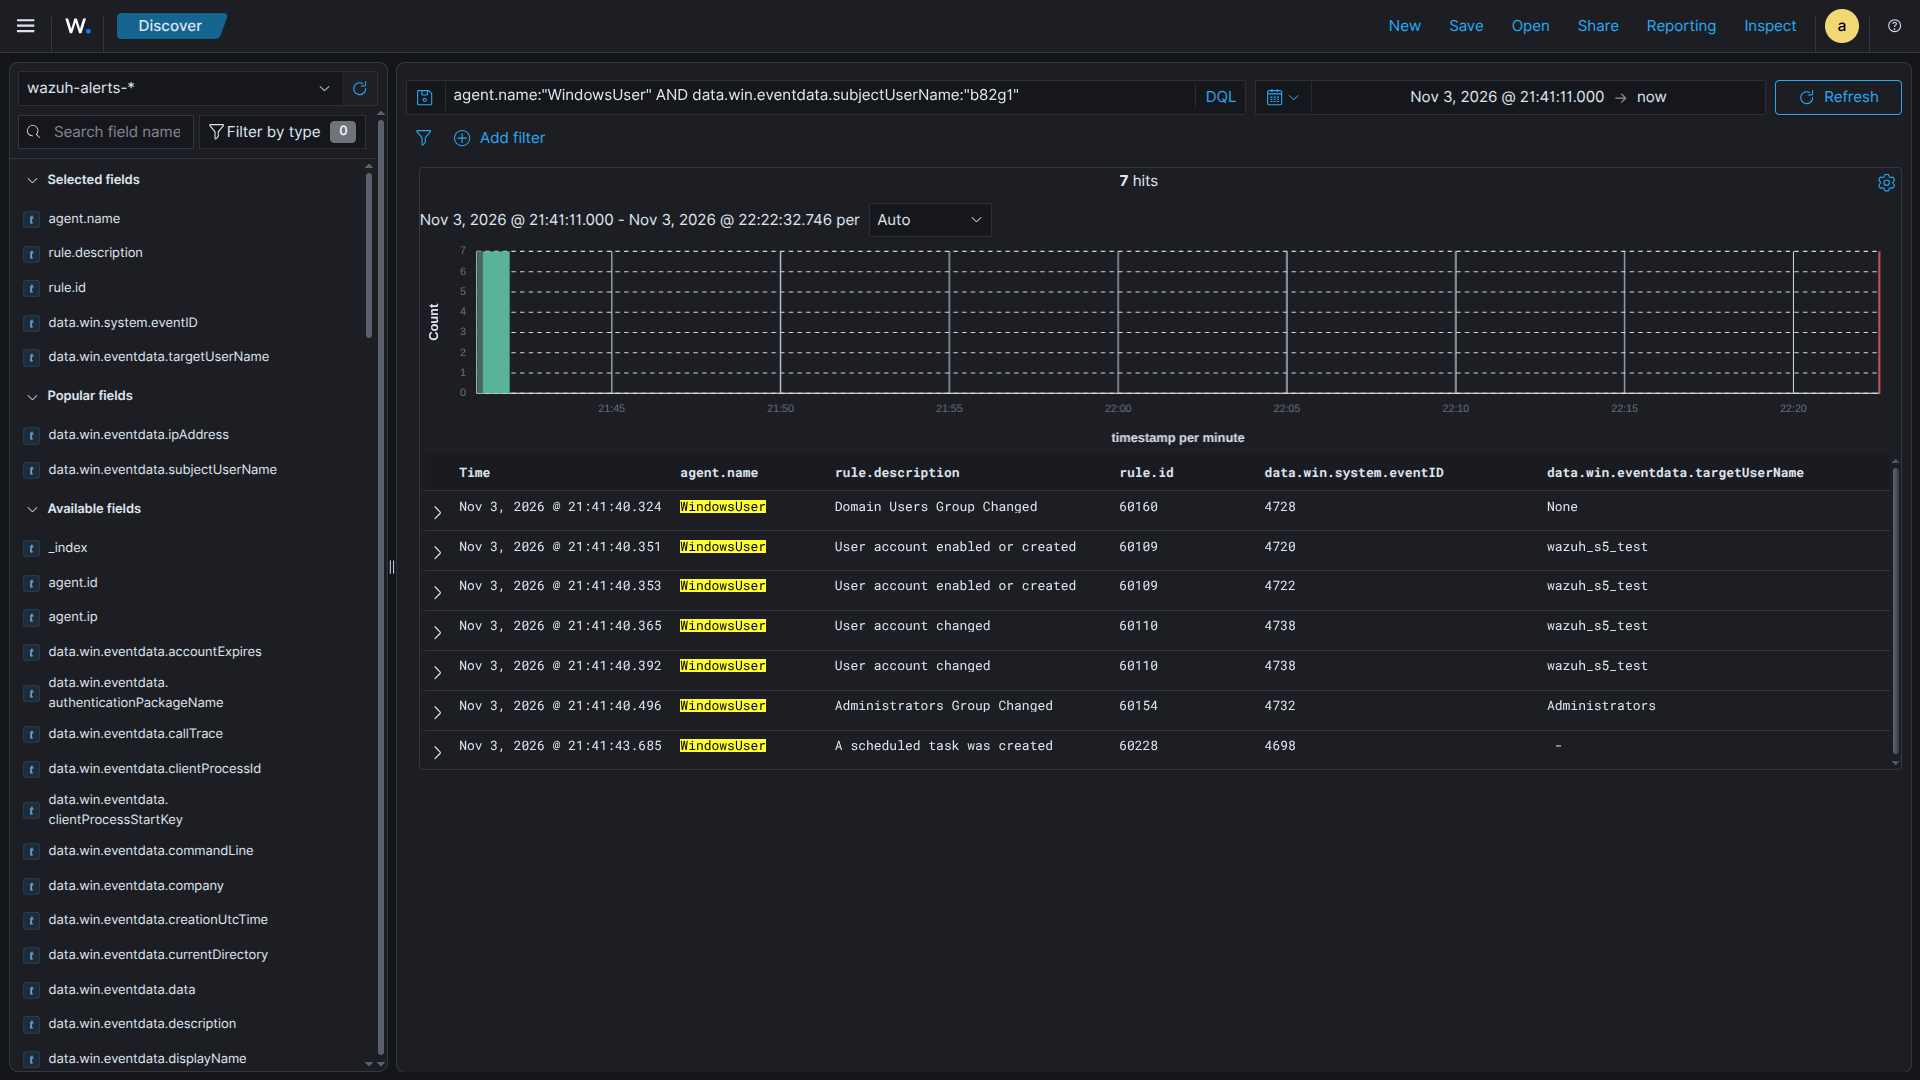 W. Discover New Save Open Share Reporting Inspect a
wazuh-alerts-*
Search field name Filter by type 0
Selected fields
t agent.name
t rule.description
t rule.id
t data.win.system.eventID
t data.win.eventdata.targetUserName
Popular fields
t data.win.eventdata.ipAddress
t data.win.eventdata.subjectUserName
Available fields
t _index
t agent.id
t agent.ip
t data.win.eventdata.accountExpires
t data.win.eventdata.
authenticationPackageName
t data.win.eventdata.callTrace
t data.win.eventdata.clientProcessId
t data.win.eventdata.
clientProcessStartKey
t data.win.eventdata.commandLine
t data.win.eventdata.company
t data.win.eventdata.creationUtcTime
t data.win.eventdata.currentDirectory
t data.win.eventdata.data
t data.win.eventdata.description
t data.win.eventdata.displayName
agent.name:"WindowsUser" AND data.win.eventdata.subjectUserName:"b82g1" DQL Nov 3, 2026 @ 21:41:11.000 → now Refresh
Add filter
7 hits
Nov 3, 2026 @ 21:41:11.000 - Nov 3, 2026 @ 22:22:32.746 per Auto
Count
7
6
5
4
3
2
1
0
21:45 21:50 21:55 22:00 22:05 22:10 22:15 22:20
timestamp per minute
Time agent.name rule.description rule.id data.win.system.eventID data.win.eventdata.targetUserName
Nov 3, 2026 @ 21:41:40.324 WindowsUser Domain Users Group Changed 60160 4728 None
Nov 3, 2026 @ 21:41:40.351 WindowsUser User account enabled or created 60109 4720 wazuh_s5_test
Nov 3, 2026 @ 21:41:40.353 WindowsUser User account enabled or created 60109 4722 wazuh_s5_test
Nov 3, 2026 @ 21:41:40.365 WindowsUser User account changed 60110 4738 wazuh_s5_test
Nov 3, 2026 @ 21:41:40.392 WindowsUser User account changed 60110 4738 wazuh_s5_test
Nov 3, 2026 @ 21:41:40.496 WindowsUser Administrators Group Changed 60154 4732 Administrators
Nov 3, 2026 @ 21:41:43.685 WindowsUser A scheduled task was created 60228 4698 -